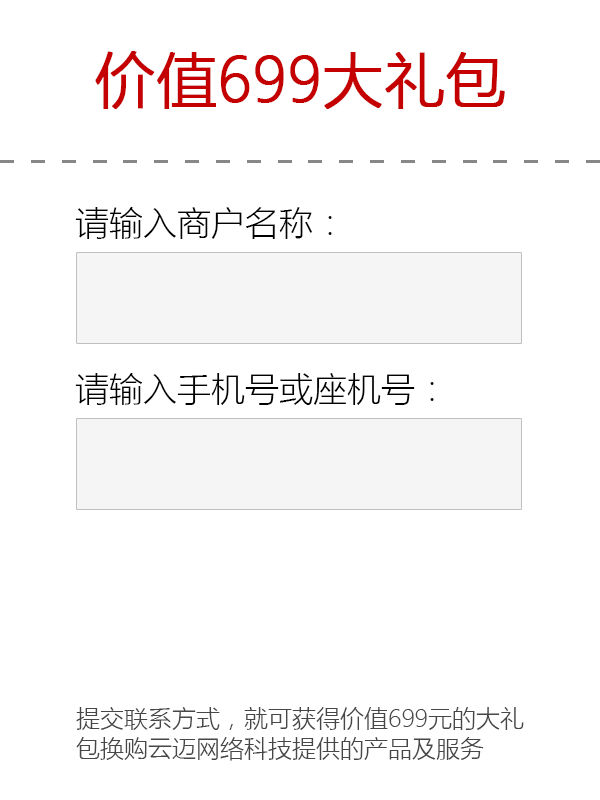 价值699大礼包
请输入商户名称：
请输入手机号或座机号：
提交联系方式，就可获得价值699元的大礼
包换购云迈网络科技提供的产品及服务